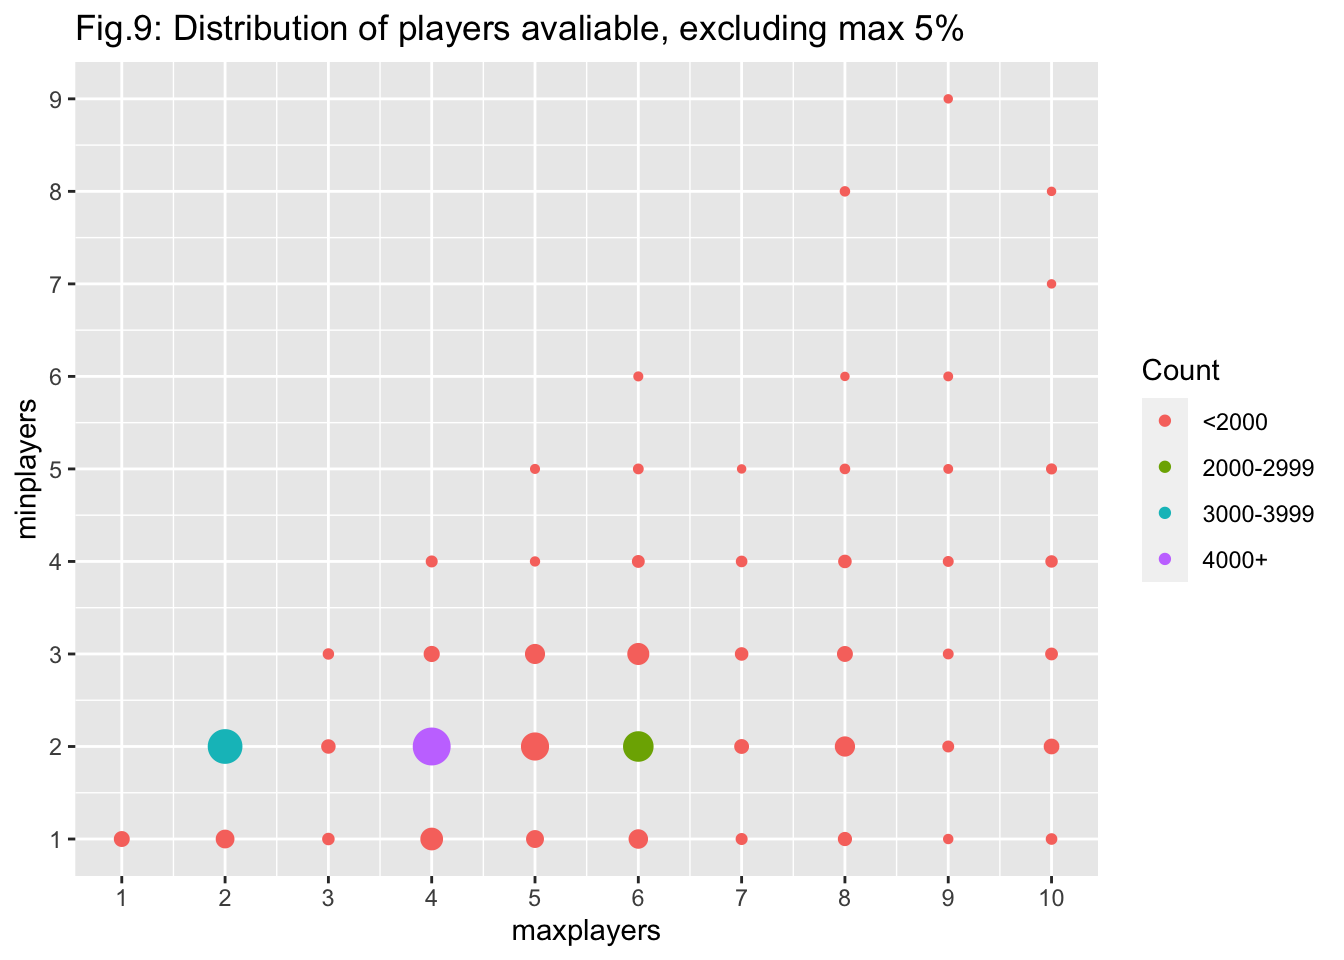 Fig.9: Distribution of players avaliable, excluding max 5%
9
8
7
6
5
4
3
2
1
minplayers
1 2 3 4 5 6 7 8 9 10
maxplayers
Count
<2000
2000-2999
3000-3999
4000+